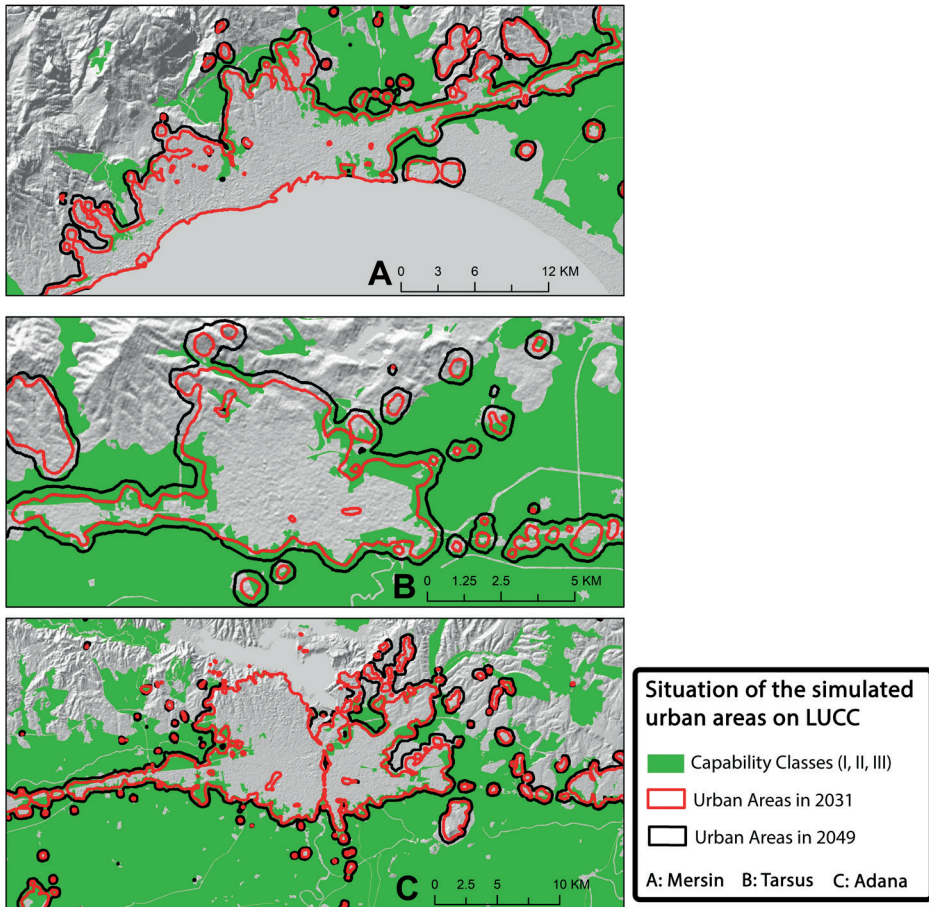 A
0 3 6 12 KM
B
0 1.25 2.5 5 KM
C
0 2.5 5 10 KM
Situation of the simulated
urban areas on LUCC
Capability Classes (I, II, III)
Urban Areas in 2031
Urban Areas in 2049
A: Mersin B: Tarsus C: Adana